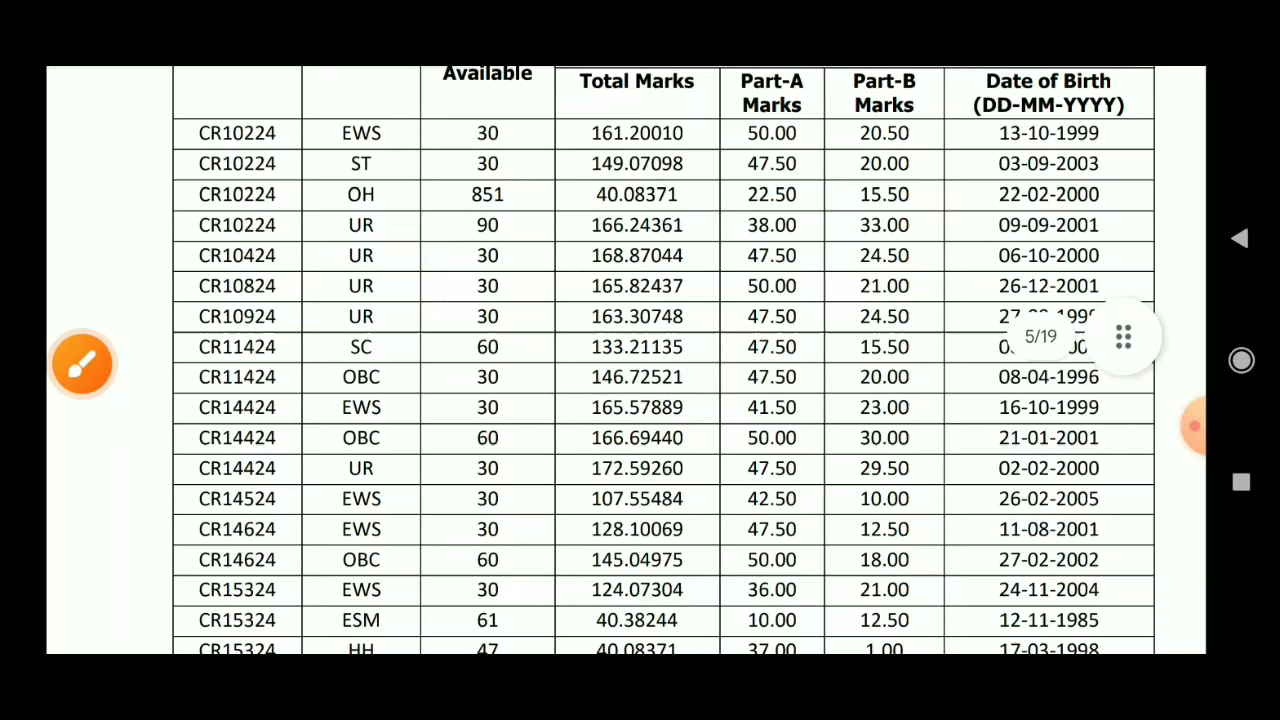 Available
Total Marks Part-A Marks Part-B Marks Date of Birth (DD-MM-YYYY)
CR10224 EWS 30 161.20010 50.00 20.50 13-10-1999
CR10224 ST 30 149.07098 47.50 20.00 03-09-2003
CR10224 OH 851 40.08371 22.50 15.50 22-02-2000
CR10224 UR 90 166.24361 38.00 33.00 09-09-2001
CR10424 UR 30 168.87044 47.50 24.50 06-10-2000
CR10824 UR 30 165.82437 50.00 21.00 26-12-2001
CR10924 UR 30 163.30748 47.50 24.50
5/19
CR11424 SC 60 133.21135 47.50 15.50
CR11424 OBC 30 146.72521 47.50 20.00 08-04-1996
CR14424 EWS 30 165.57889 41.50 23.00 16-10-1999
CR14424 OBC 60 166.69440 50.00 30.00 21-01-2001
CR14424 UR 30 172.59260 47.50 29.50 02-02-2000
CR14524 EWS 30 107.55484 42.50 10.00 26-02-2005
CR14624 EWS 30 128.10069 47.50 12.50 11-08-2001
CR14624 OBC 60 145.04975 50.00 18.00 27-02-2002
CR15324 EWS 30 124.07304 36.00 21.00 24-11-2004
CR15324 ESM 61 40.38244 10.00 12.50 12-11-1985
CR15324 HH 47 40.08371 37.00 1.00 17-03-1998